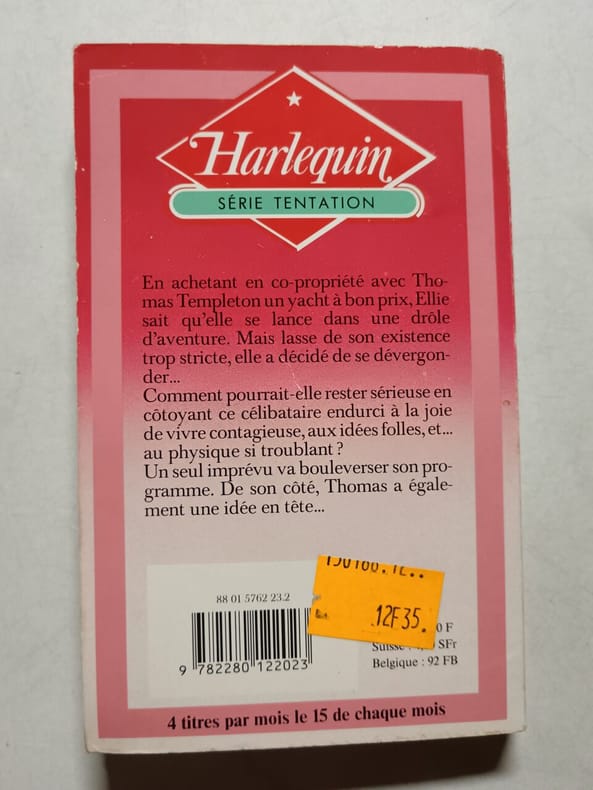 Harlequin
SÉRIE TENTATION
En achetant en co-propriété avec Tho-
mas Templeton un yacht à bon prix, Ellie
sait qu'elle se lance dans une drôle
d'aventure. Mais lasse de son existence
trop stricte, elle a décidé de se dévergon-
der...
Comment pourrait-elle rester sérieuse en
côtoyant ce célibataire endurci à la joie
de vivre contagieuse, aux idées folles, et...
au physique si troublant ?
Un seul imprévu va bouleverser son pro-
gramme. De son côté, Thomas a égale-
ment une idée en tête...
88 01 5762 23.2
12F35.
0 F
Suisse : SFr
Belgique : 92 FB
9 782280 122023
4 titres par mois le 15 de chaque mois